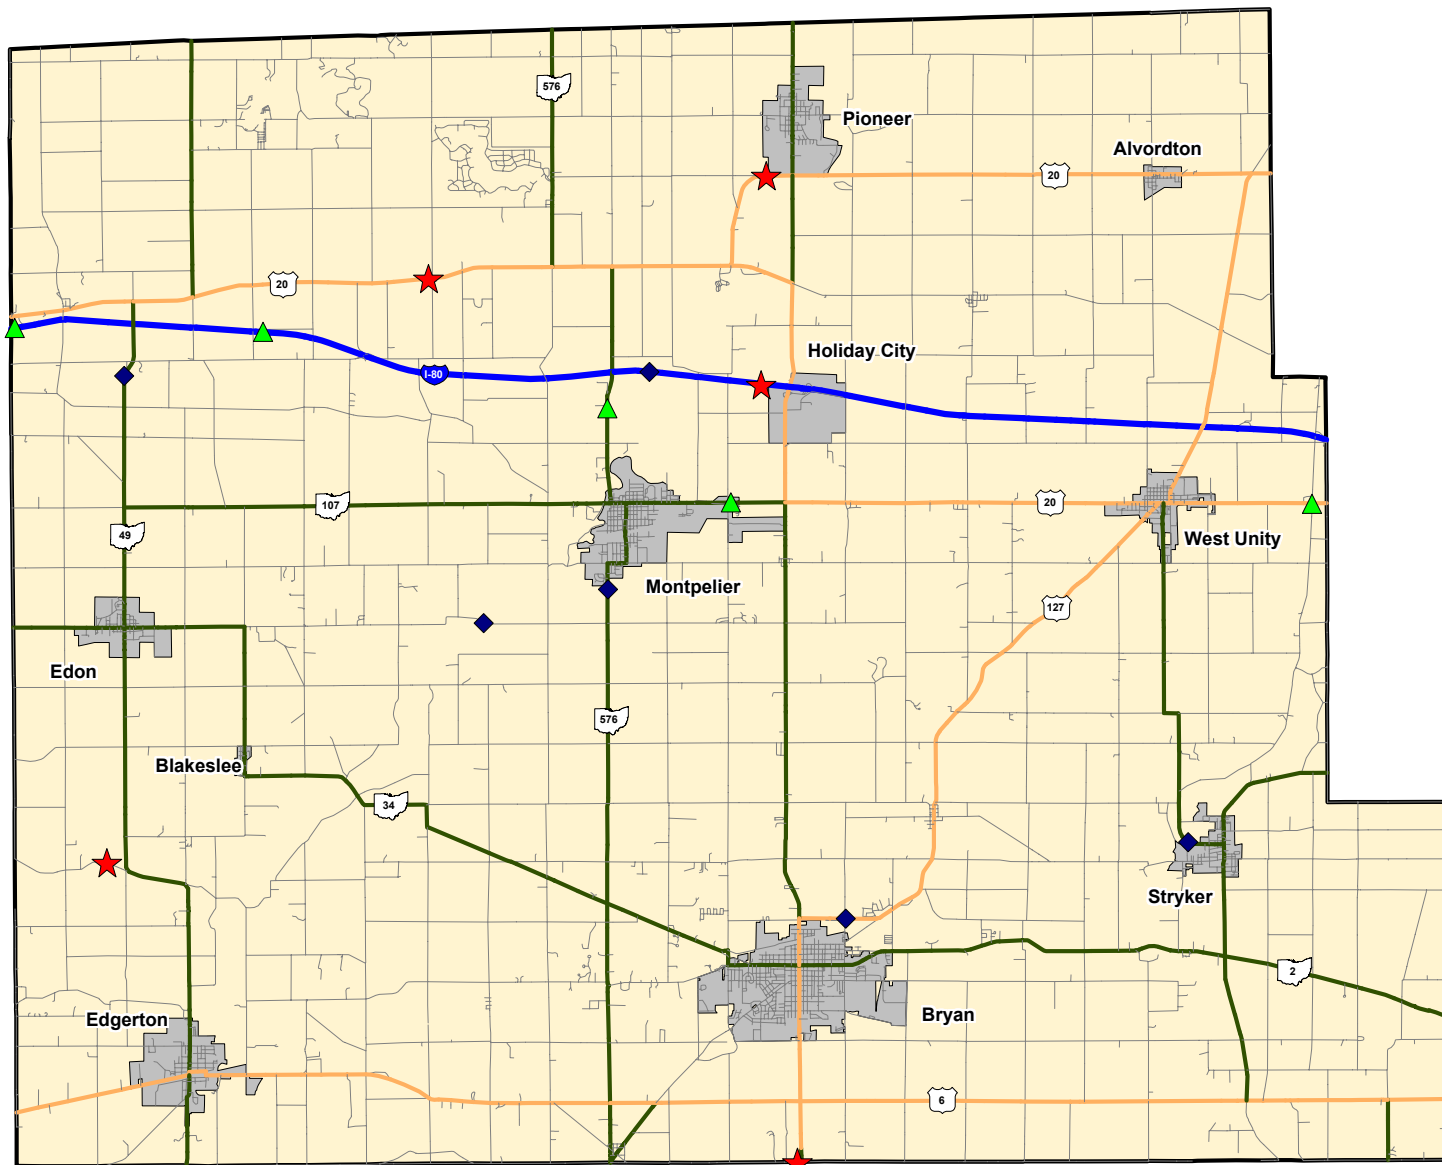 576
Pioneer
Alvordton
20
20
Holiday City
I-80
107
20
49
West Unity
Montpelier
127
Edon
576
Blakeslee
34
Stryker
2
Edgerton
Bryan
6